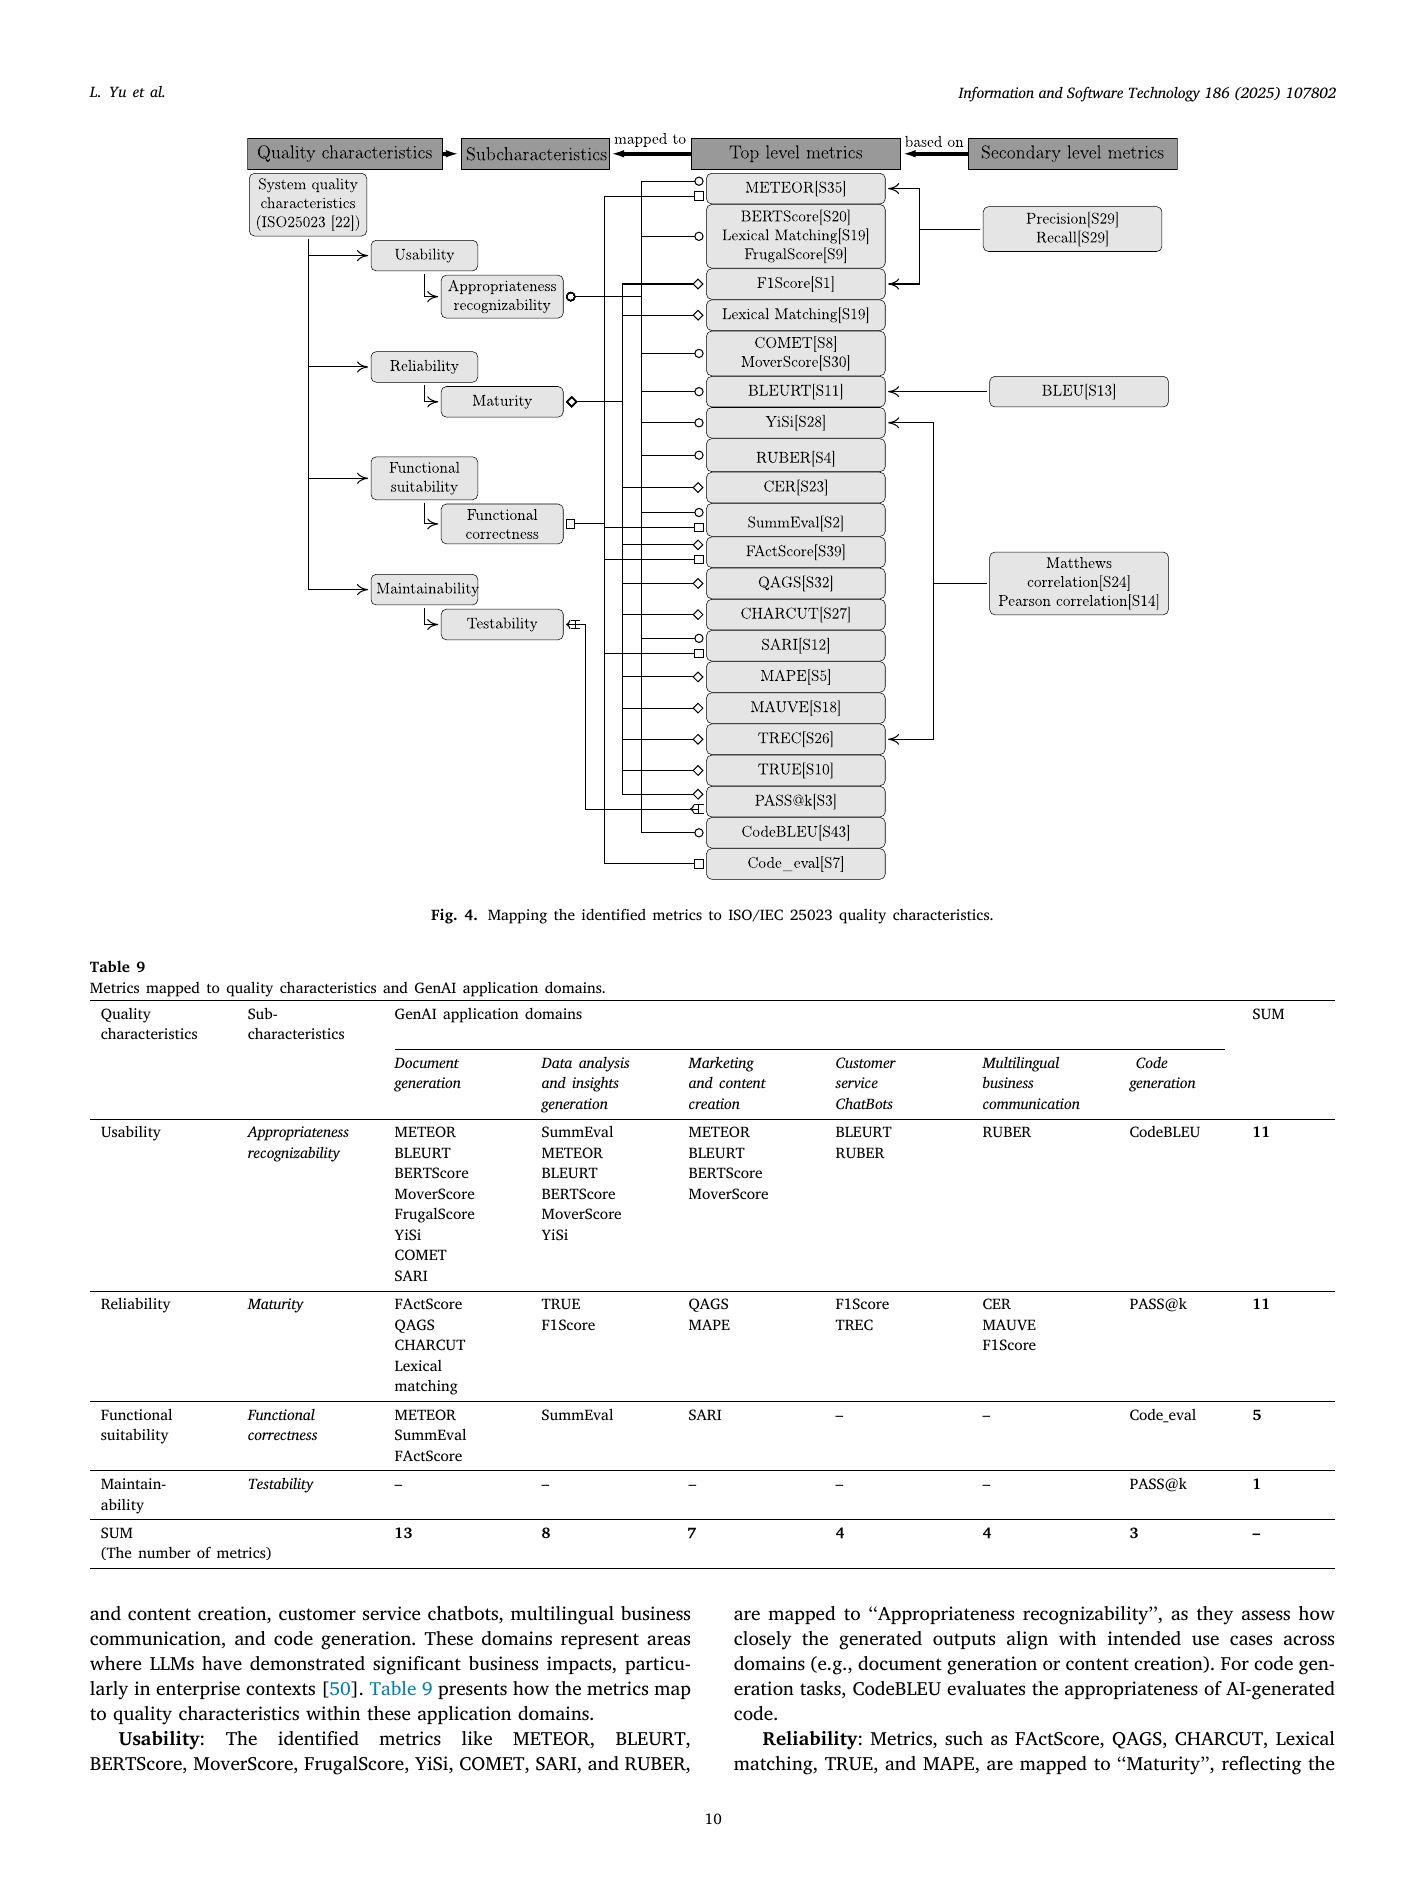 L. Yu et al.
Information and Software Technology 186 (2025) 107802
Quality characteristics
Subcharacteristics
mapped to
Top level metrics
based on
Secondary level metrics
System quality
characteristics
(ISO25023 [22])
Usability
Appropriateness
recognizability
Reliability
Maturity
Functional
suitability
Functional
correctness
Maintainability
Testability
METEOR[S35]
BERTScore[S20]
Lexical Matching[S19]
FrugalScore[S9]
F1Score[S1]
Lexical Matching[S19]
COMET[S8]
MoverScore[S30]
BLEURT[S11]
YiSi[S28]
RUBER[S4]
CER[S23]
SummEval[S2]
FActScore[S39]
QAGS[S32]
CHARCUT[S27]
SARI[S12]
MAPE[S5]
MAUVE[S18]
TREC[S26]
TRUE[S10]
PASS@k[S3]
CodeBLEU[S43]
Code_eval[S7]
Precision[S29]
Recall[S29]
BLEU[S13]
Matthews
correlation[S24]
Pearson correlation[S14]
Fig. 4. Mapping the identified metrics to ISO/IEC 25023 quality characteristics.
Table 9
Metrics mapped to quality characteristics and GenAI application domains.
Quality
characteristics
Sub-
characteristics
GenAI application domains
SUM
Document
generation
Data analysis
and insights
generation
Marketing
and content
creation
Customer
service
ChatBots
Multilingual
business
communication
Code
generation
Usability
Appropriateness
recognizability
METEOR
BLEURT
BERTScore
MoverScore
FrugalScore
YiSi
COMET
SARI
SummEval
METEOR
BLEURT
BERTScore
MoverScore
YiSi
METEOR
BLEURT
BERTScore
MoverScore
BLEURT
RUBER
RUBER
CodeBLEU
11
Reliability
Maturity
FActScore
QAGS
CHARCUT
Lexical
matching
TRUE
F1Score
QAGS
MAPE
F1Score
TREC
CER
MAUVE
F1Score
PASS@k
11
Functional
suitability
Functional
correctness
METEOR
SummEval
FActScore
SummEval
SARI
–
–
Code_eval
5
Maintain-
ability
Testability
–
–
–
–
–
PASS@k
1
SUM
(The number of metrics)
13
8
7
4
4
3
–
and content creation, customer service chatbots, multilingual business
communication, and code generation. These domains represent areas
where LLMs have demonstrated significant business impacts, particu-
larly in enterprise contexts [50]. Table 9 presents how the metrics map
to quality characteristics within these application domains.
Usability: The identified metrics like METEOR, BLEURT,
BERTScore, MoverScore, FrugalScore, YiSi, COMET, SARI, and RUBER,
are mapped to ‘‘Appropriateness recognizability’’, as they assess how
closely the generated outputs align with intended use cases across
domains (e.g., document generation or content creation). For code gen-
eration tasks, CodeBLEU evaluates the appropriateness of AI-generated
code.
Reliability: Metrics, such as FActScore, QAGS, CHARCUT, Lexical
matching, TRUE, and MAPE, are mapped to ‘‘Maturity’’, reflecting the
10